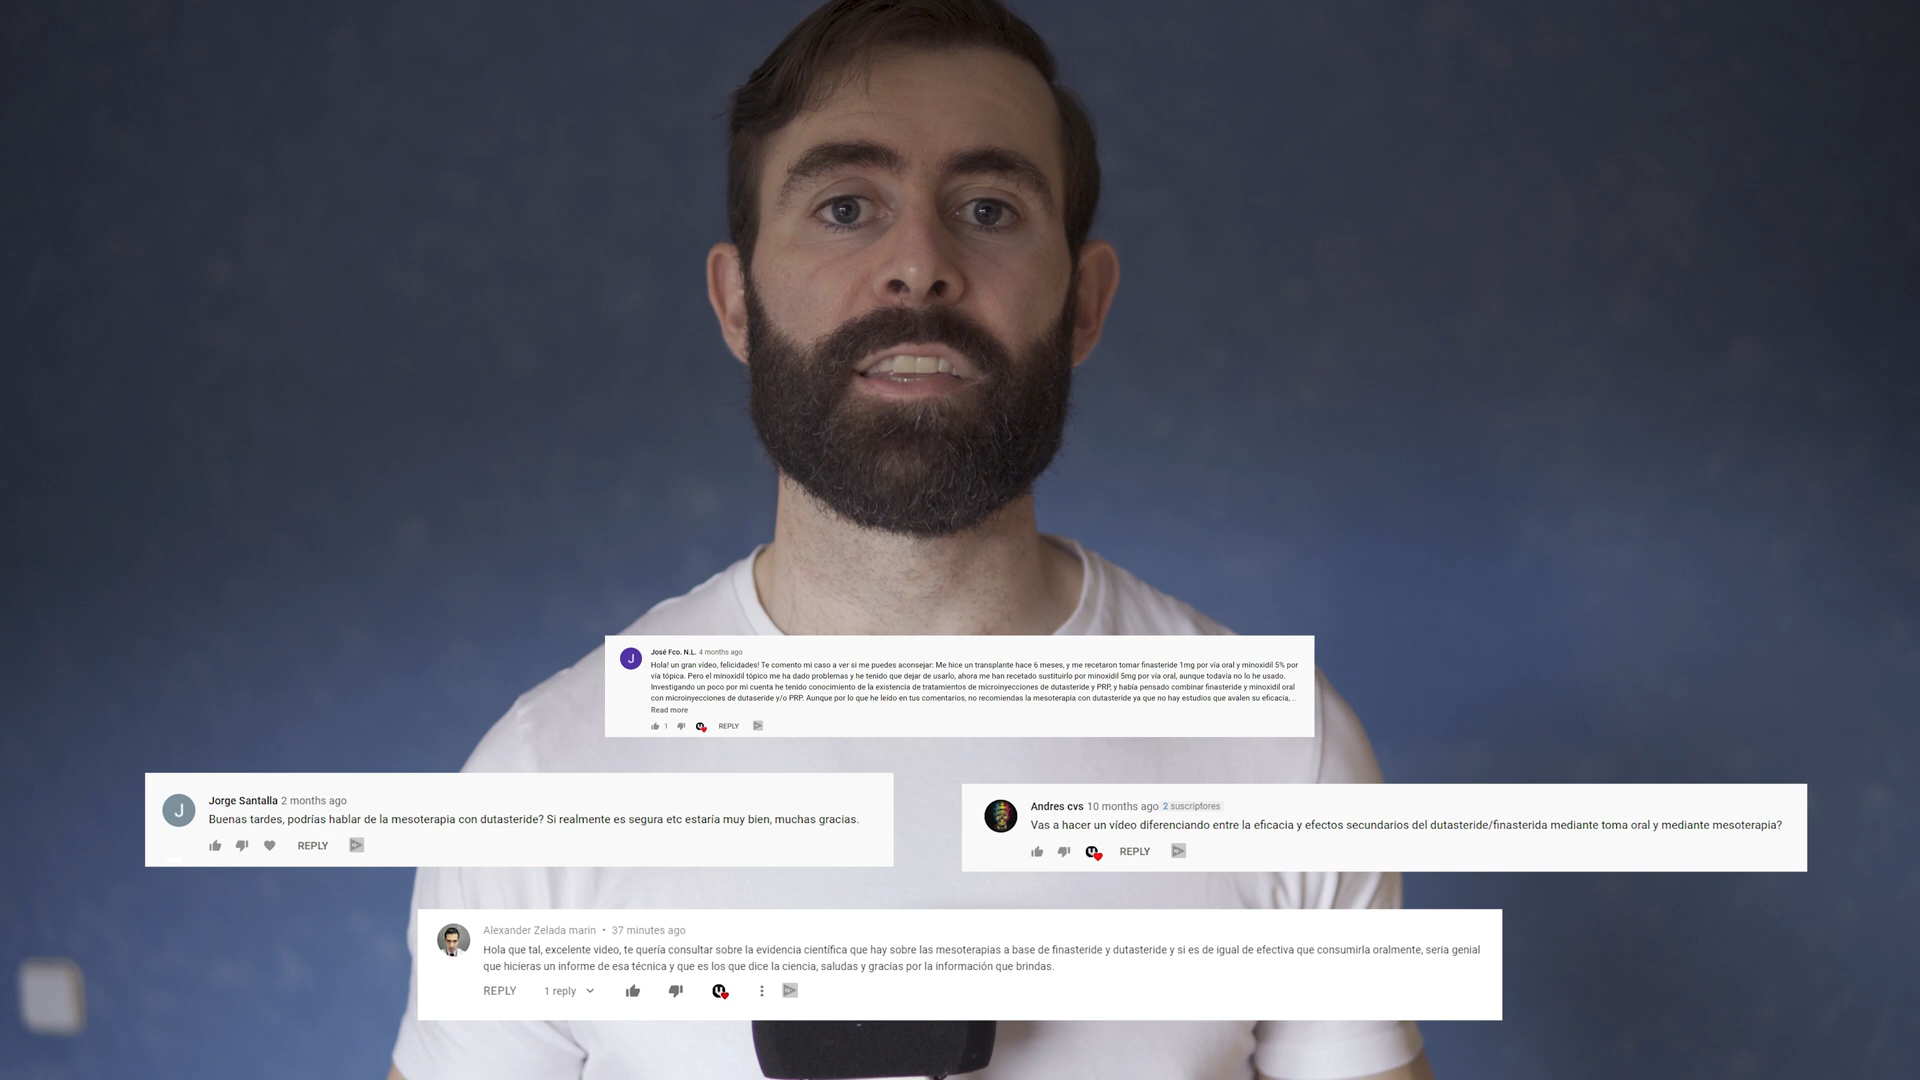 J
José Fco. N.L. 4 months ago
Hola! un gran vídeo, felicidades! Te comento mi caso a ver si me puedes aconsejar: Me hice un transplante hace 6 meses, y me recetaron tomar finasteride 1mg por vía oral y minoxidil 5% por
vía tópica. Pero el minoxidil tópico me ha dado problemas y he tenido que dejar de usarlo, ahora me han recetado sustituirlo por minoxidil 5mg por vía oral, aunque todavía no lo he usado.
Investigando un poco por mi cuenta he tenido conocimiento de la existencia de tratamientos de microinyecciones de dutasteride y PRP, y había pensado combinar finasteride y minoxidil oral
con microinyecciones de dutaseride y/o PRP. Aunque por lo que he leído en tus comentarios, no recomiendas la mesoterapia con dutasteride ya que no hay estudios que avalen su eficacia, ..
Read more
1 REPLY
J
Jorge Santalla 2 months ago
Buenas tardes, podrías hablar de la mesoterapia con dutasteride? Si realmente es segura etc estaría muy bien, muchas gracias.
REPLY
Andres cvs 10 months ago 2 suscriptores
Vas a hacer un vídeo diferenciando entre la eficacia y efectos secundarios del dutasteride/finasterida mediante toma oral y mediante mesoterapia?
REPLY
Alexander Zelada marin • 37 minutes ago
Hola que tal, excelente video, te quería consultar sobre la evidencia científica que hay sobre las mesoterapias a base de finasteride y dutasteride y si es de igual de efectiva que consumirla oralmente, seria genial
que hicieras un informe de esa técnica y que es los que dice la ciencia, saludas y gracias por la información que brindas.
REPLY 1 reply